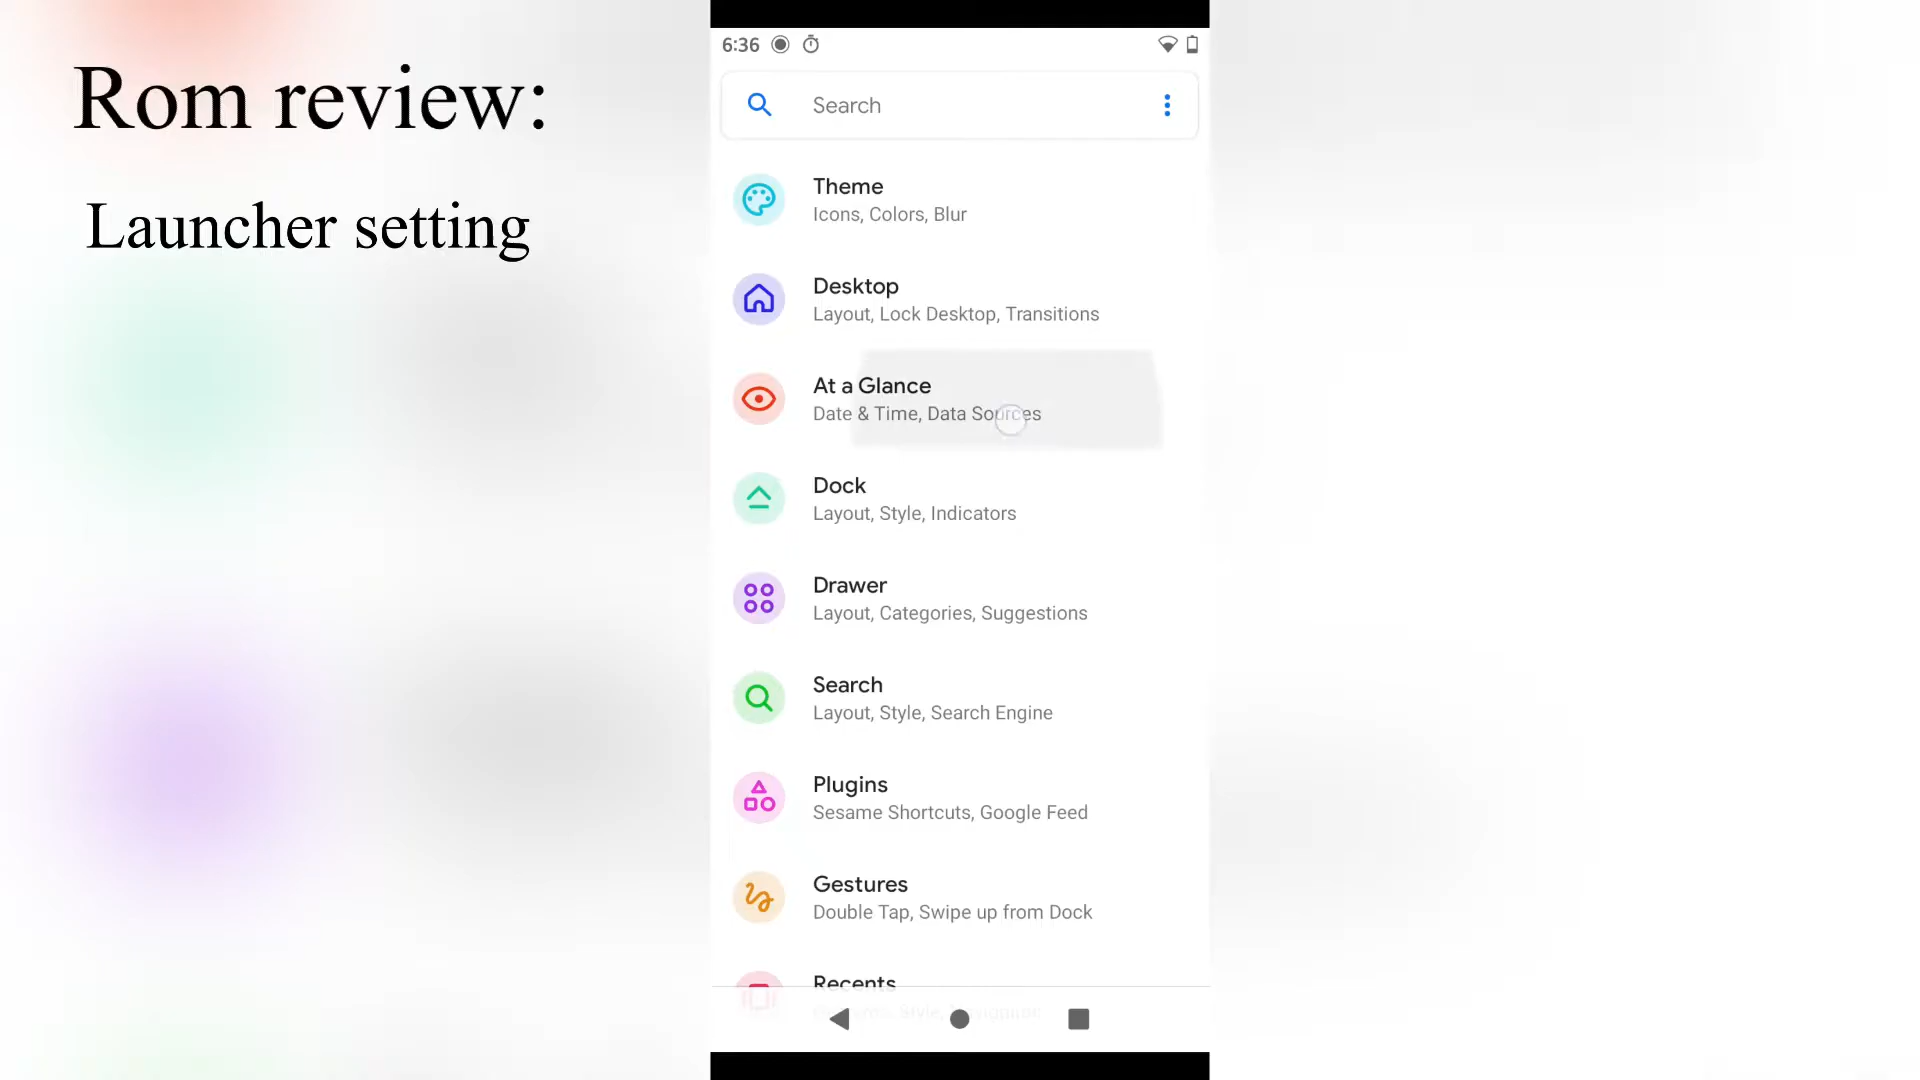 Rom review:
Launcher setting
6:36
Search
Theme
Icons, Colors, Blur
Desktop
Layout, Lock Desktop, Transitions
At a Glance
Date & Time, Data Sources
Dock
Layout, Style, Indicators
Drawer
Layout, Categories, Suggestions
Search
Layout, Style, Search Engine
Plugins
Sesame Shortcuts, Google Feed
Gestures
Double Tap, Swipe up from Dock
Recents
Style,